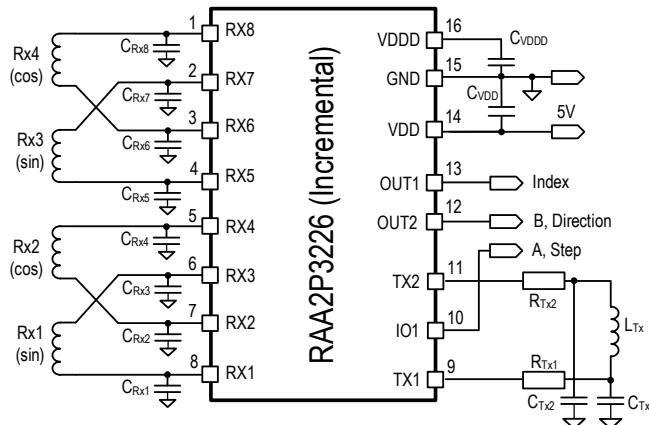 1 RX8
Rx4
(cos)
CRx8
2 RX7
CRx7
3 RX6
CRx6
Rx3
(sin)
4 RX5
CRx5
5 RX4
Rx2
(cos)
CRx4
6 RX3
CRx3
7 RX2
CRx2
Rx1
(sin)
8 RX1
CRx1
RAA2P3226 (Incremental)
VDDD 16
CVDDD
GND 15
CVDD
VDD 14 5V
OUT1 13 Index
OUT2 12 B, Direction
A, Step
TX2 11
RTx2
IO1 10
LTx
TX1 9 RTx1
CTx2 CTx